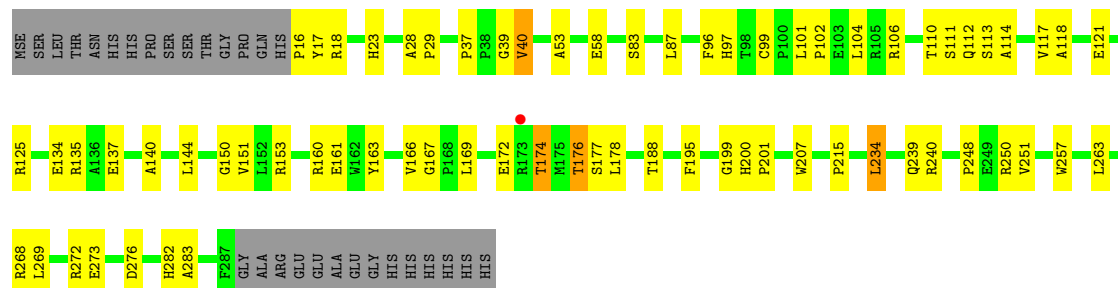 MSE SER LEU THR ASN HIS HIS PRO SER SER THR GLY PRO GLN HIS P16 Y17 R18 H23 A28 P29 P37 P38 G39 V40 A53 E58 S83 L87 F96 H97 T98 C99 P100 L101 P102 E103 L104 R105 R106 T110 S111 Q112 S113 A114 V117 A118 E121
R125 E134 R135 A136 E137 A140 L144 G150 V151 L152 R153 R160 E161 W162 Y163 V166 G167 P168 L169 E172 R173 T174 M175 T176 S177 L178 T188 F195 G199 H200 P201 W207 P215 L234 Q239 R240 P248 E249 R250 V251 W257 L263
R268 L269 R272 E273 D276 H282 A283 F287 GLY ALA ARG GLU GLU ALA GLU GLY HIS HIS HIS HIS HIS HIS